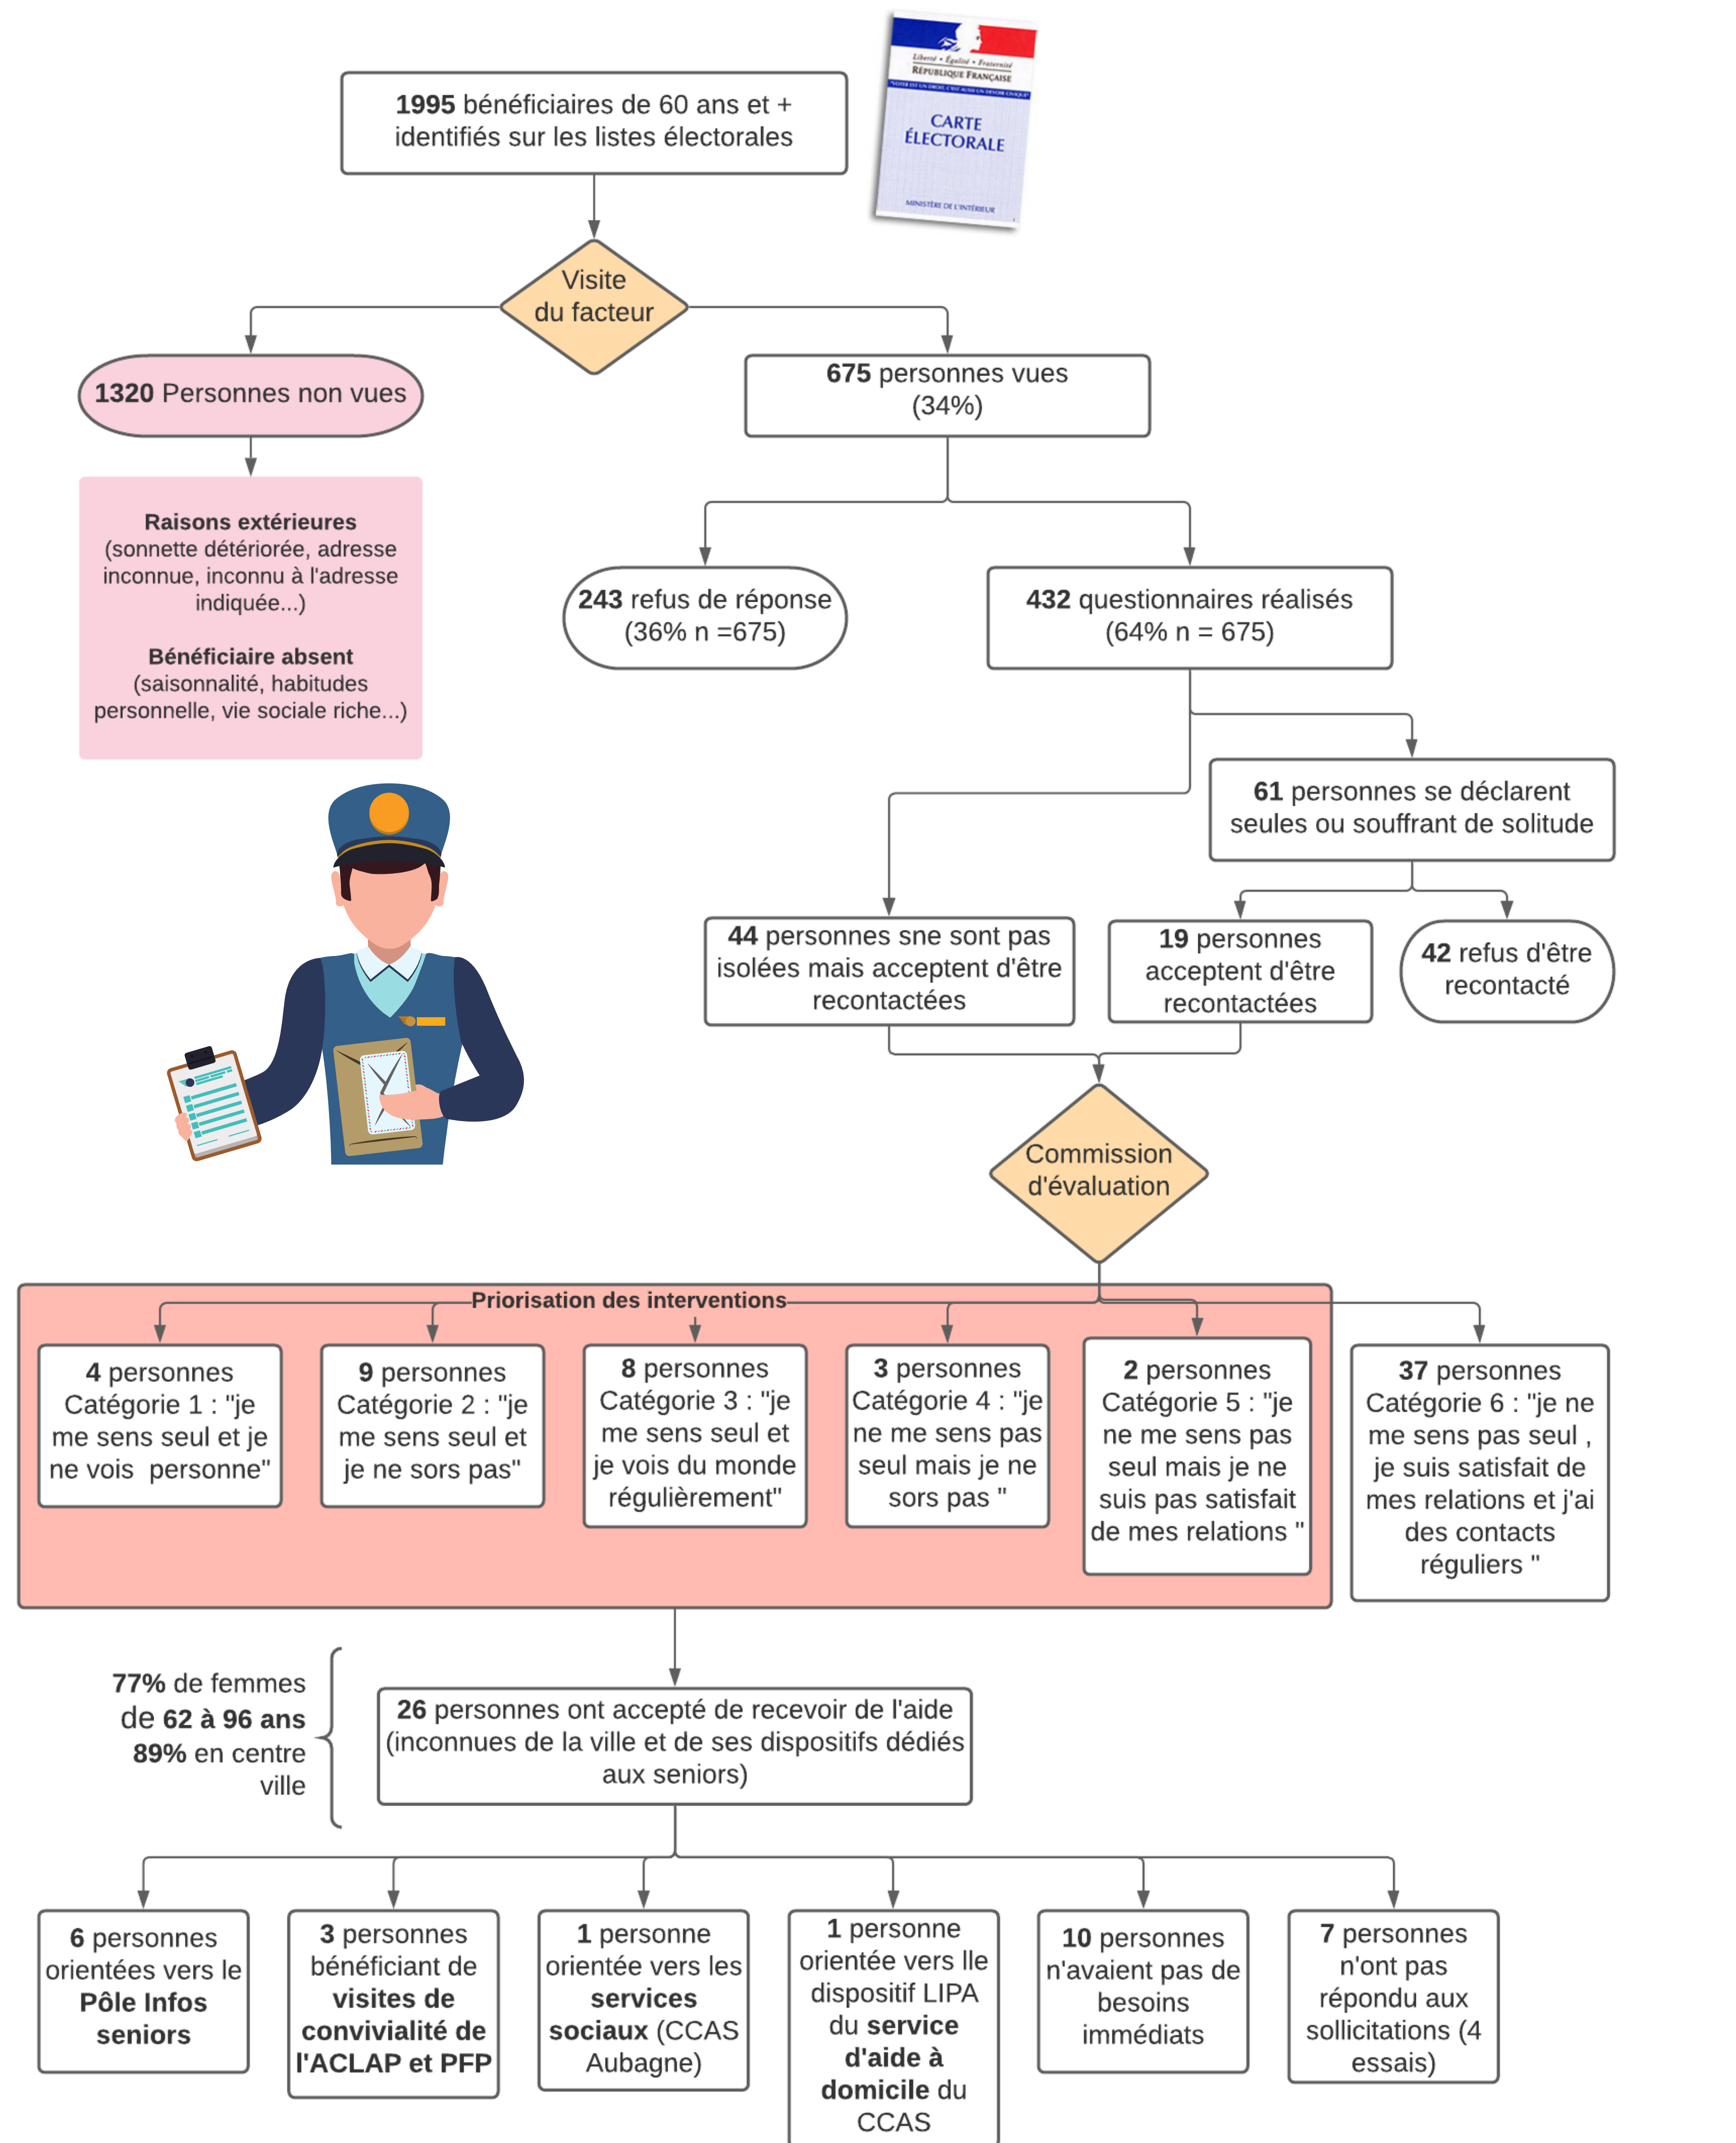 Liberté • Égalité • Fraternité
RÉPUBLIQUE FRANÇAISE
"VOTER EST UN DROIT, C'EST AUSSI UN DEVOIR CIVIQUE"
CARTE
ÉLECTORALE
MINISTÈRE DE L'INTÉRIEUR
1995 bénéficiaires de 60 ans et +
identifiés sur les listes électorales
Visite
du facteur
1320 Personnes non vues
675 personnes vues
(34%)
Raisons extérieures
(sonnette détériorée, adresse
inconnue, inconnu à l'adresse
indiquée...)
Bénéficiaire absent
(saisonnalité, habitudes
personnelle, vie sociale riche...)
243 refus de réponse
(36% n =675)
432 questionnaires réalisés
(64% n = 675)
61 personnes se déclarent
seules ou souffrant de solitude
44 personnes sne sont pas
isolées mais acceptent d'être
recontactées
19 personnes
acceptent d'être
recontactées
42 refus d'être
recontacté
Commission
d'évaluation
Priorisation des interventions
4 personnes
Catégorie 1 : "je
me sens seul et je
ne vois  personne"
9 personnes
Catégorie 2 : "je
me sens seul et
je ne sors pas"
8 personnes
Catégorie 3 : "je
me sens seul et
je vois du monde
régulièrement"
3 personnes
Catégorie 4 : "je
ne me sens pas
seul mais je ne
sors pas "
2 personnes
Catégorie 5 : "je
ne me sens pas
seul mais je ne
suis pas satisfait
de mes relations "
37 personnes
Catégorie 6 : "je ne
me sens pas seul ,
je suis satisfait de
mes relations et j'ai
des contacts
réguliers "
77% de femmes
de 62 à 96 ans
89% en centre
ville
26 personnes ont accepté de recevoir de l'aide
(inconnues de la ville et de ses dispositifs dédiés
aux seniors)
6 personnes
orientées vers le
Pôle Infos
seniors
3 personnes
bénéficiant de
visites de
convivialité de
l'ACLAP et PFP
1 personne
orientée vers les
services
sociaux (CCAS
Aubagne)
1 personne
orientée vers lle
dispositif LIPA
du service
d'aide à
domicile du
CCAS
10 personnes
n'avaient pas de
besoins
immédiats
7 personnes
n'ont pas
répondu aux
sollicitations (4
essais)